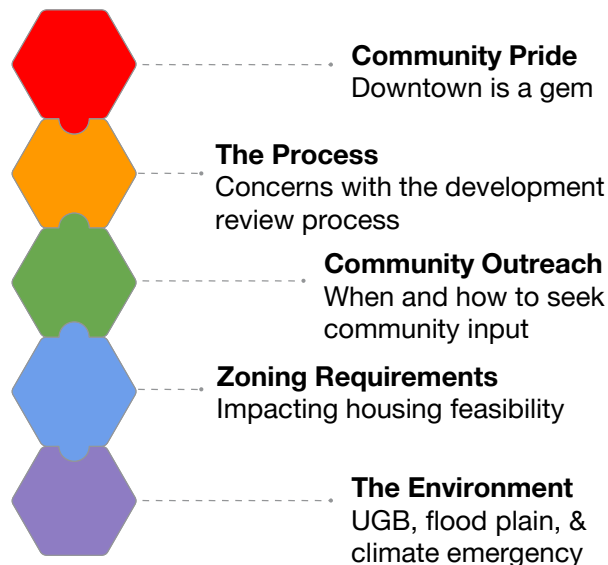 Community Pride
Downtown is a gem
The Process
Concerns with the development
review process
Community Outreach
When and how to seek
community input
Zoning Requirements
Impacting housing feasibility
The Environment
UGB, flood plain, &
climate emergency